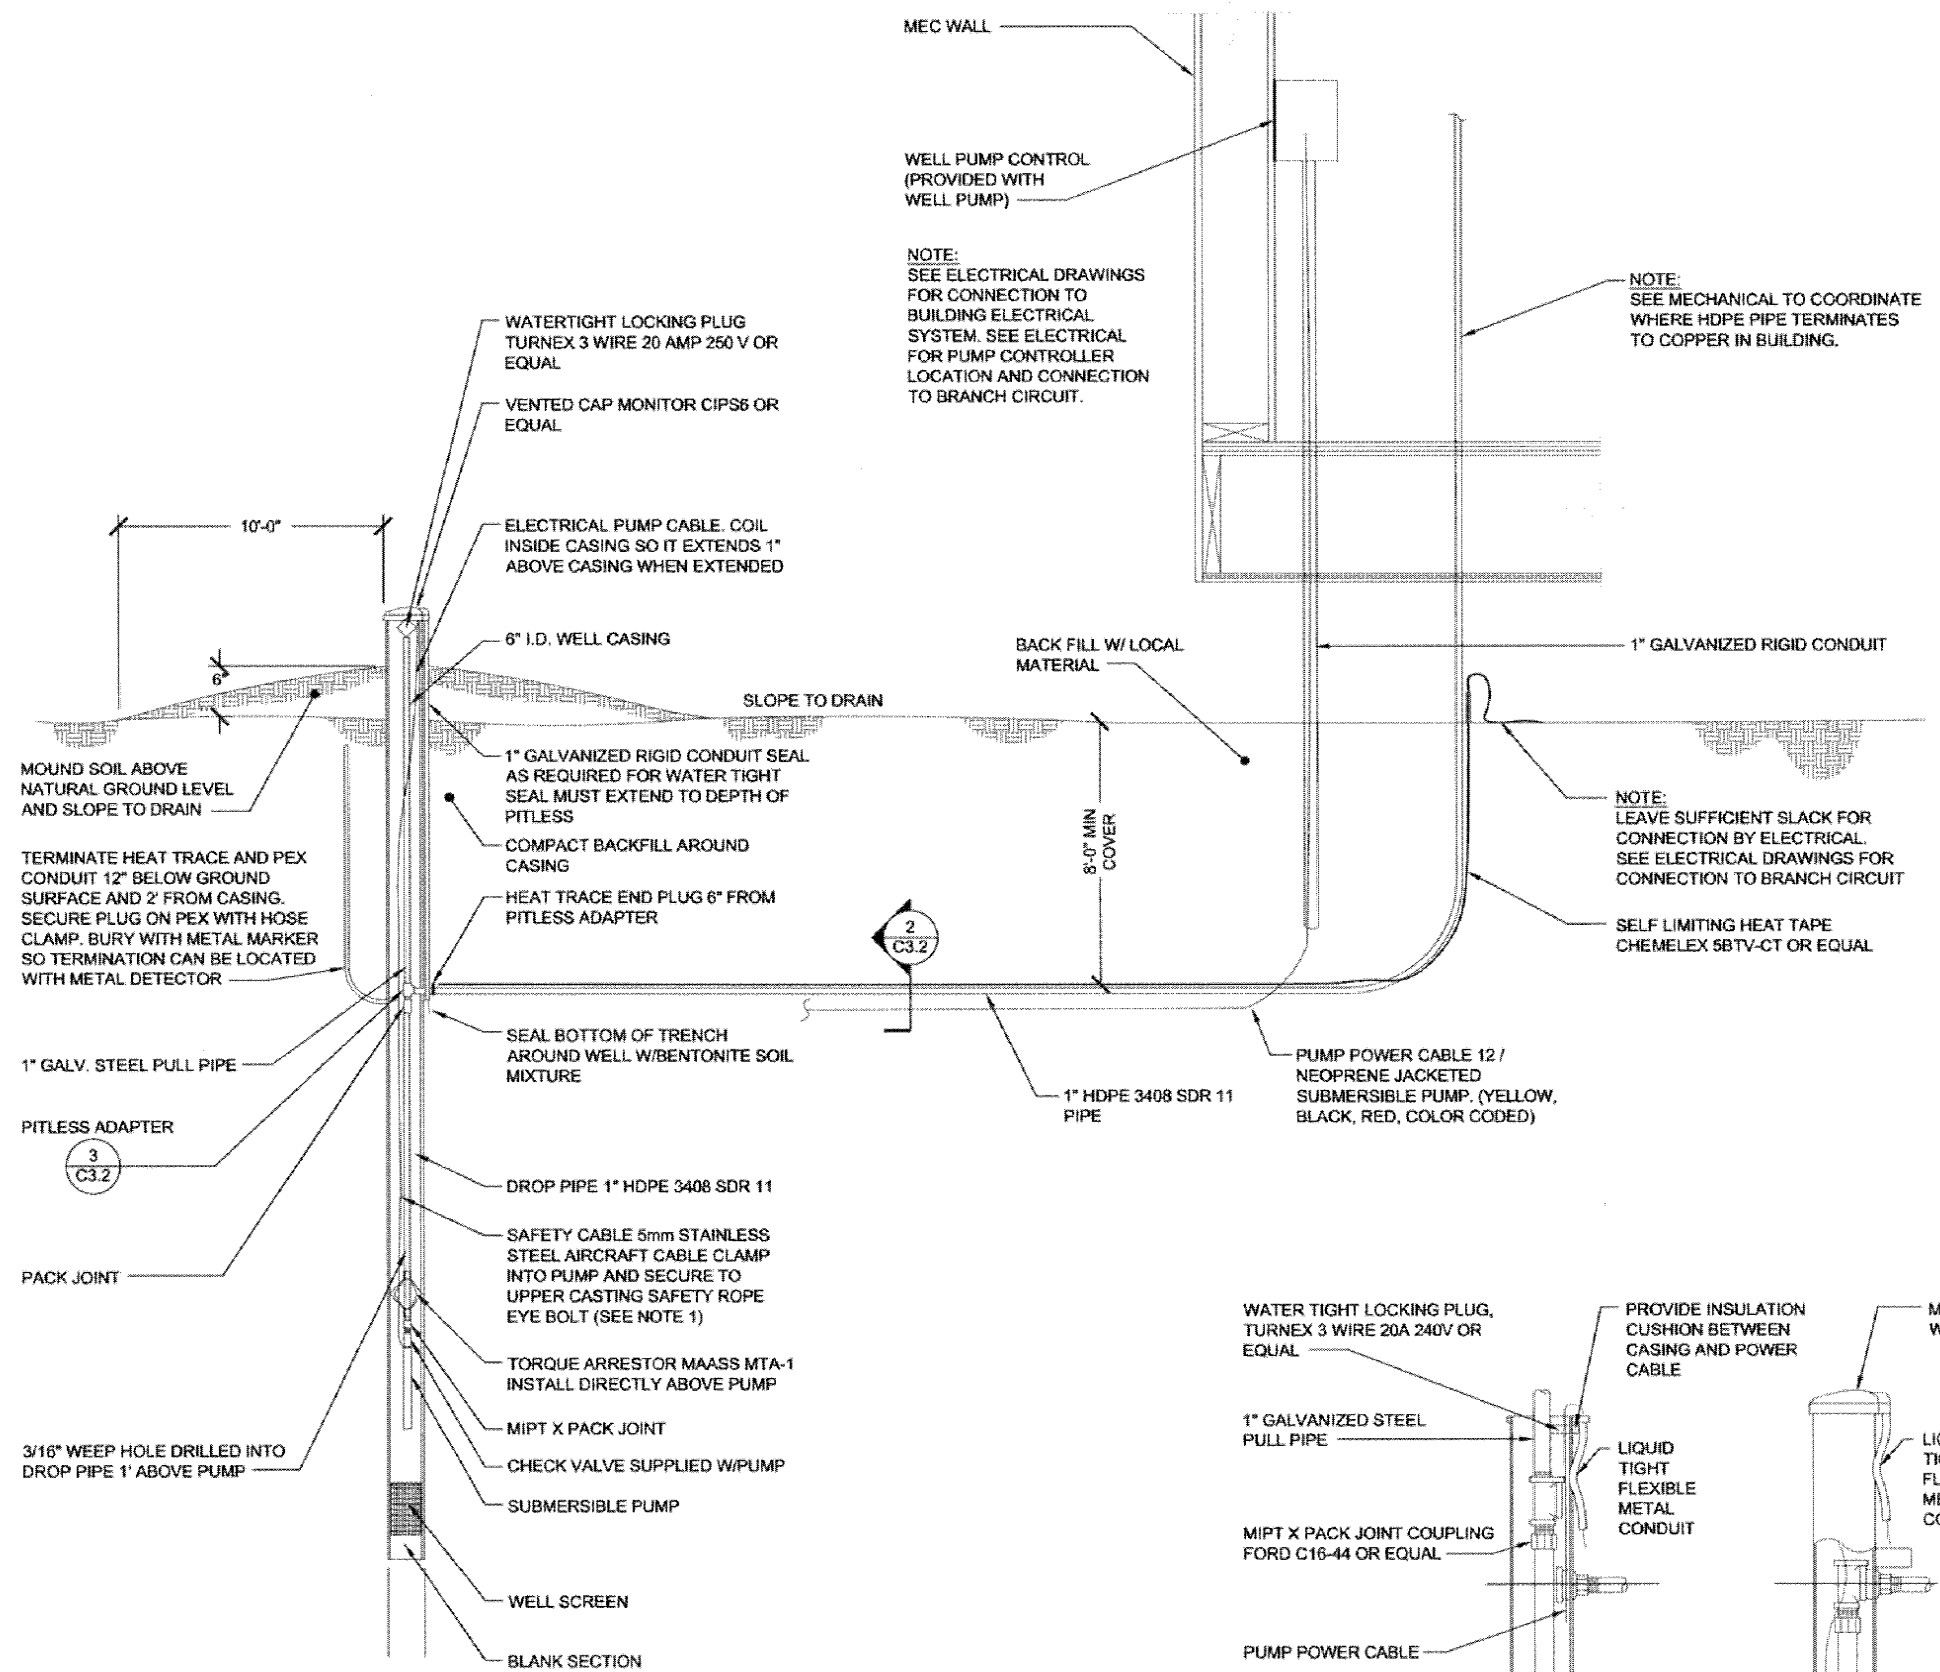 MEC WALL
WELL PUMP CONTROL
(PROVIDED WITH
WELL PUMP)
NOTE:
SEE ELECTRICAL DRAWINGS
FOR CONNECTION TO
BUILDING ELECTRICAL
SYSTEM. SEE ELECTRICAL
FOR PUMP CONTROLLER
LOCATION AND CONNECTION
TO BRANCH CIRCUIT.
NOTE:
SEE MECHANICAL TO COORDINATE
WHERE HDPE PIPE TERMINATES
TO COPPER IN BUILDING.
WATERTIGHT LOCKING PLUG
TURNEX 3 WIRE 20 AMP 250 V OR
EQUAL
VENTED CAP MONITOR CIPS6 OR
EQUAL
10'-0"
ELECTRICAL PUMP CABLE. COIL
INSIDE CASING SO IT EXTENDS 1"
ABOVE CASING WHEN EXTENDED
6" I.D. WELL CASING
6"
SLOPE TO DRAIN
BACK FILL W/ LOCAL
MATERIAL
1" GALVANIZED RIGID CONDUIT
MOUND SOIL ABOVE
NATURAL GROUND LEVEL
AND SLOPE TO DRAIN
1" GALVANIZED RIGID CONDUIT SEAL
AS REQUIRED FOR WATER TIGHT
SEAL MUST EXTEND TO DEPTH OF
PITLESS
COMPACT BACKFILL AROUND
CASING
8'-0" MIN
COVER
NOTE:
LEAVE SUFFICIENT SLACK FOR
CONNECTION BY ELECTRICAL.
SEE ELECTRICAL DRAWINGS FOR
CONNECTION TO BRANCH CIRCUIT
TERMINATE HEAT TRACE AND PEX
CONDUIT 12" BELOW GROUND
SURFACE AND 2' FROM CASING.
SECURE PLUG ON PEX WITH HOSE
CLAMP. BURY WITH METAL MARKER
SO TERMINATION CAN BE LOCATED
WITH METAL DETECTOR
HEAT TRACE END PLUG 6" FROM
PITLESS ADAPTER
2
C3.2
SELF LIMITING HEAT TAPE
CHEMELEX 5BTV-CT OR EQUAL
SEAL BOTTOM OF TRENCH
AROUND WELL W/BENTONITE SOIL
MIXTURE
1" GALV. STEEL PULL PIPE
1" HDPE 3408 SDR 11
PIPE
PUMP POWER CABLE 12 /
NEOPRENE JACKETED
SUBMERSIBLE PUMP. (YELLOW,
BLACK, RED, COLOR CODED)
PITLESS ADAPTER
3
C3.2
DROP PIPE 1" HDPE 3408 SDR 11
SAFETY CABLE 5mm STAINLESS
STEEL AIRCRAFT CABLE CLAMP
INTO PUMP AND SECURE TO
UPPER CASTING SAFETY ROPE
EYE BOLT (SEE NOTE 1)
PACK JOINT
TORQUE ARRESTOR MAASS MTA-1
INSTALL DIRECTLY ABOVE PUMP
MIPT X PACK JOINT
3/16" WEEP HOLE DRILLED INTO
DROP PIPE 1' ABOVE PUMP
CHECK VALVE SUPPLIED W/PUMP
SUBMERSIBLE PUMP
WELL SCREEN
BLANK SECTION
WATER TIGHT LOCKING PLUG,
TURNEX 3 WIRE 20A 240V OR
EQUAL
PROVIDE INSULATION
CUSHION BETWEEN
CASING AND POWER
CABLE
1" GALVANIZED STEEL
PULL PIPE
LIQUID
TIGHT
FLEXIBLE
METAL
CONDUIT
MIPT X PACK JOINT COUPLING
FORD C16-44 OR EQUAL
PUMP POWER CABLE